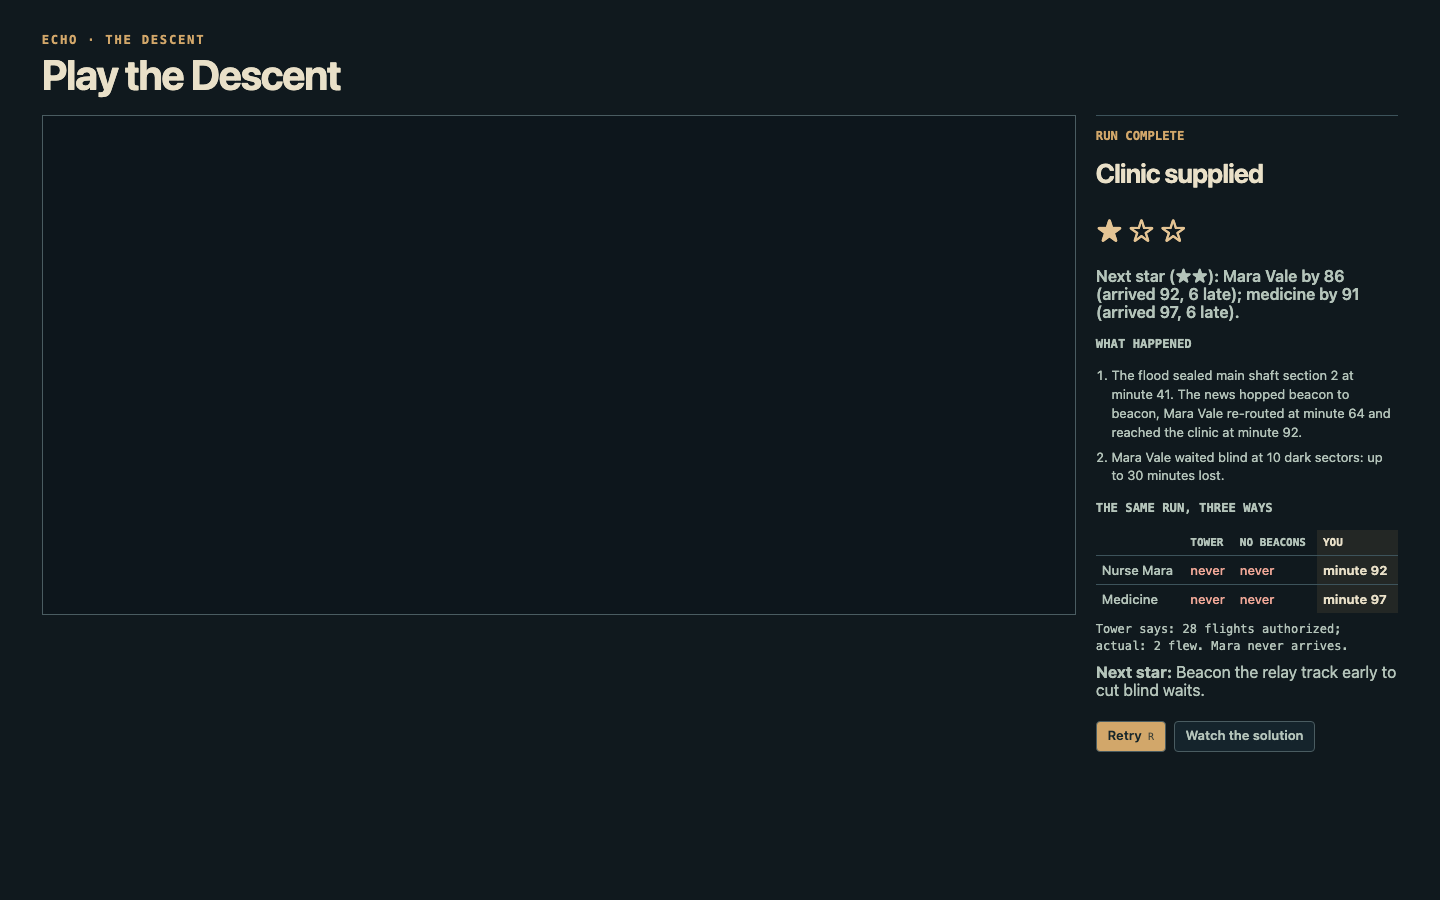 ECHO · THE DESCENT
Play the Descent
RUN COMPLETE
Clinic supplied
★☆☆
Next star (★★): Mara Vale by 86
(arrived 92, 6 late); medicine by 91
(arrived 97, 6 late).
WHAT HAPPENED
1. The flood sealed main shaft section 2 at
minute 41. The news hopped beacon to
beacon, Mara Vale re-routed at minute 64 and
reached the clinic at minute 92.
2. Mara Vale waited blind at 10 dark sectors: up
to 30 minutes lost.
THE SAME RUN, THREE WAYS
TOWER NO BEACONS YOU
Nurse Mara never never minute 92
Medicine never never minute 97
Tower says: 28 flights authorized;
actual: 2 flew. Mara never arrives.
Next star: Beacon the relay track early to
cut blind waits.
Retry R Watch the solution